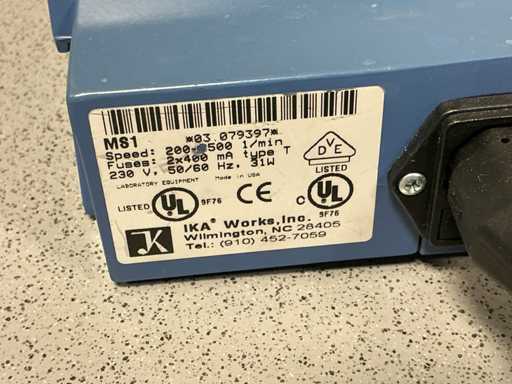 MS1 *03.079397*
Speed: 200-2500 1/min
Fuses: 2x400 mA type T
230 V, 50/60 Hz, 31W
LABORATORY EQUIPMENT Made in USA
DVE
LISTED
LISTED UL 9F76 CE C UL
9F76
IKA® Works, Inc.
Wilmington, NC 28405
Tel.: (910) 452-7059